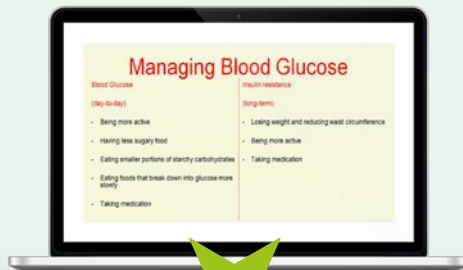 Managing Blood Glucose
Blood Glucose
(day-to-day)
- Being more active
- Having less sugary food
- Eating smaller portions of starchy carbohydrates
- Eating foods that break down into glucose more
slowly
- Taking medication
Insulin resistance
(long-term)
- Losing weight and reducing waist circumference
- Being more active
- Taking medication